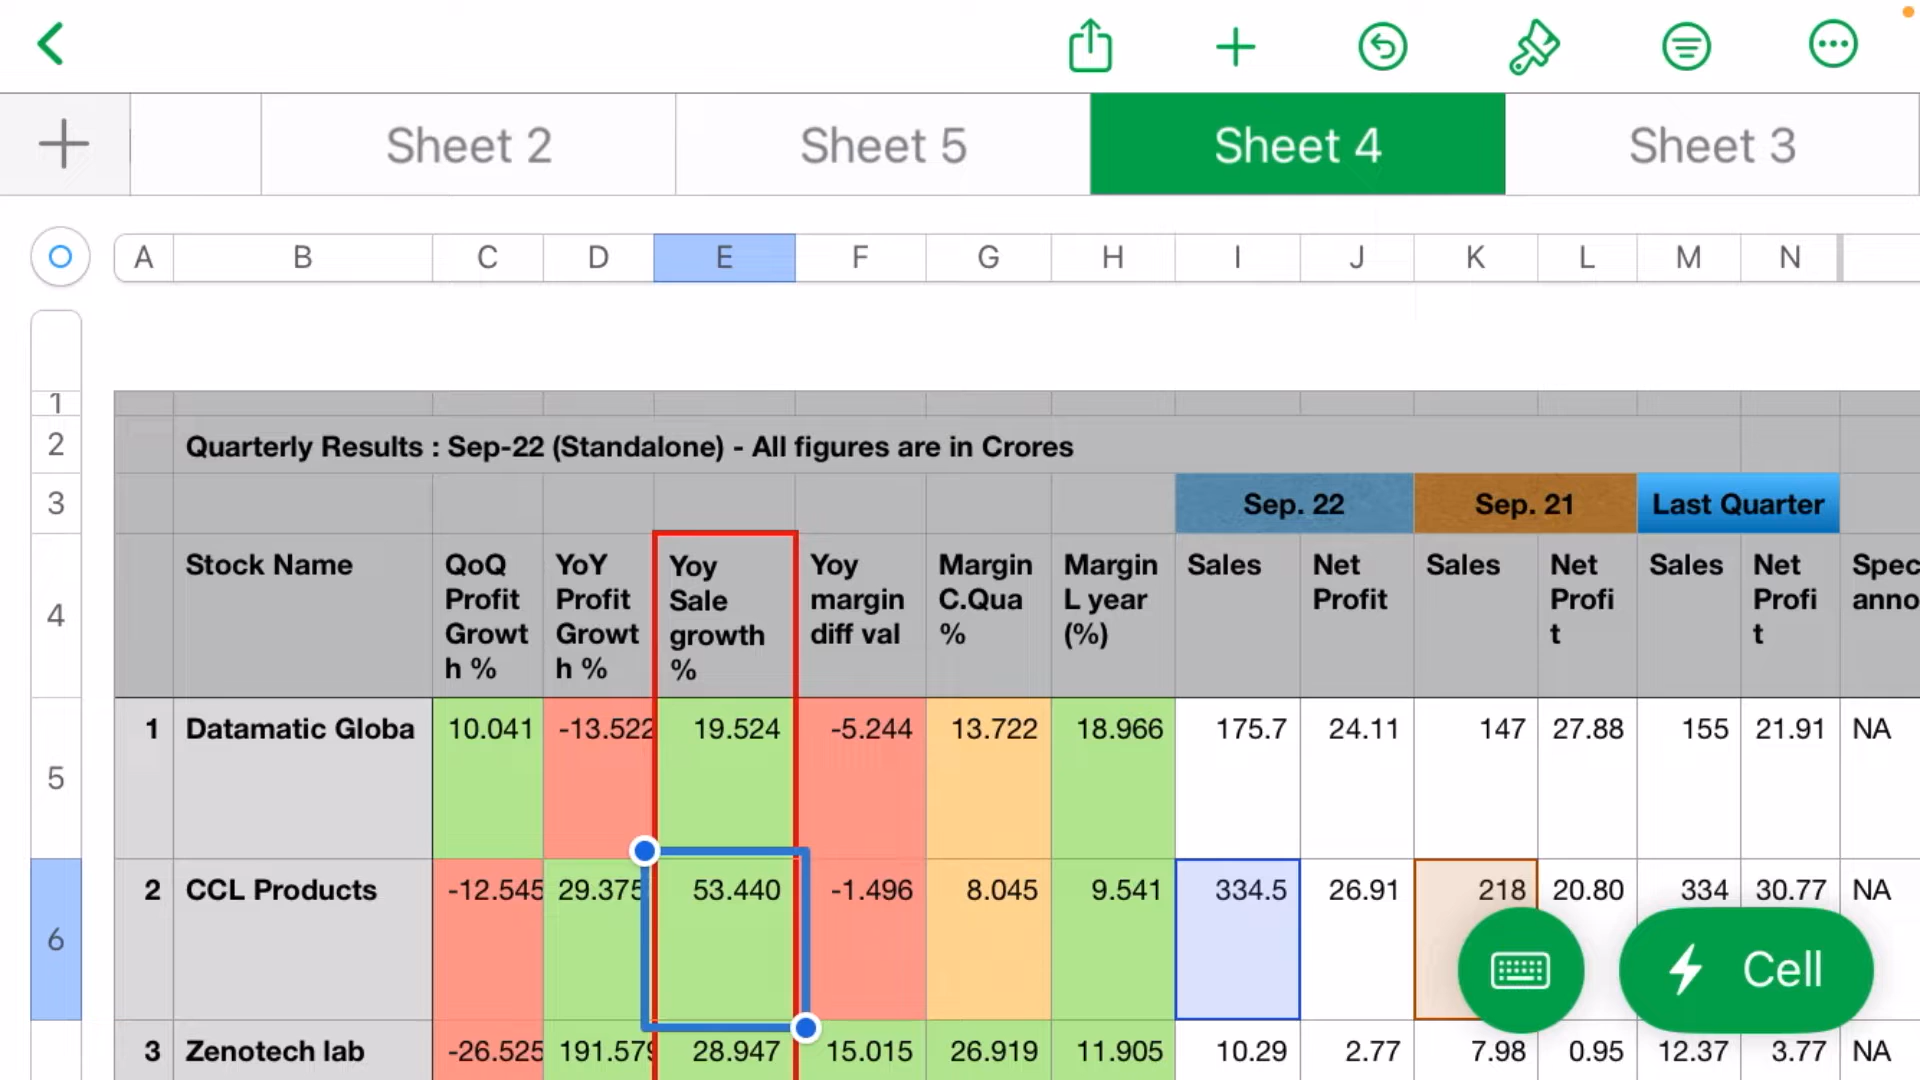 Sheet 2 Sheet 5 Sheet 4 Sheet 3
A B C D E F G H I J K L M N
1
2 Quarterly Results : Sep-22 (Standalone) - All figures are in Crores
3 Sep. 22 Sep. 21 Last Quarter
4 Stock Name QoQ Profit Growt h % YoY Profit Growt h % Yoy Sale growth % Yoy margin diff val Margin C.Qua % Margin L year (%) Sales Net Profit Sales Net Profi t Sales Net Profi t Spec anno
5 1 Datamatic Globa 10.041 -13.522 19.524 -5.244 13.722 18.966 175.7 24.11 147 27.88 155 21.91 NA
6 2 CCL Products -12.545 29.375 53.440 -1.496 8.045 9.541 334.5 26.91 218 20.80 334 30.77 NA
Cell
3 Zenotech lab -26.525 191.579 28.947 15.015 26.919 11.905 10.29 2.77 7.98 0.95 12.37 3.77 NA